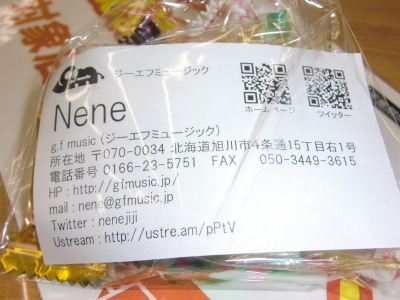 ジーエフミュージック
Nene
ホームページ
ツイッター
g.f music (ジーエフミュージック)
所在地 〒070-0034 北海道旭川市4条通15丁目右1号
電話番号 0166-23-5751 FAX 050-3449-3615
HP : http://gfmusic.jp/
mail : nene@gfmusic.jp
Twitter : nenejiji
Ustream : http://ustre.am/pPtV
対象